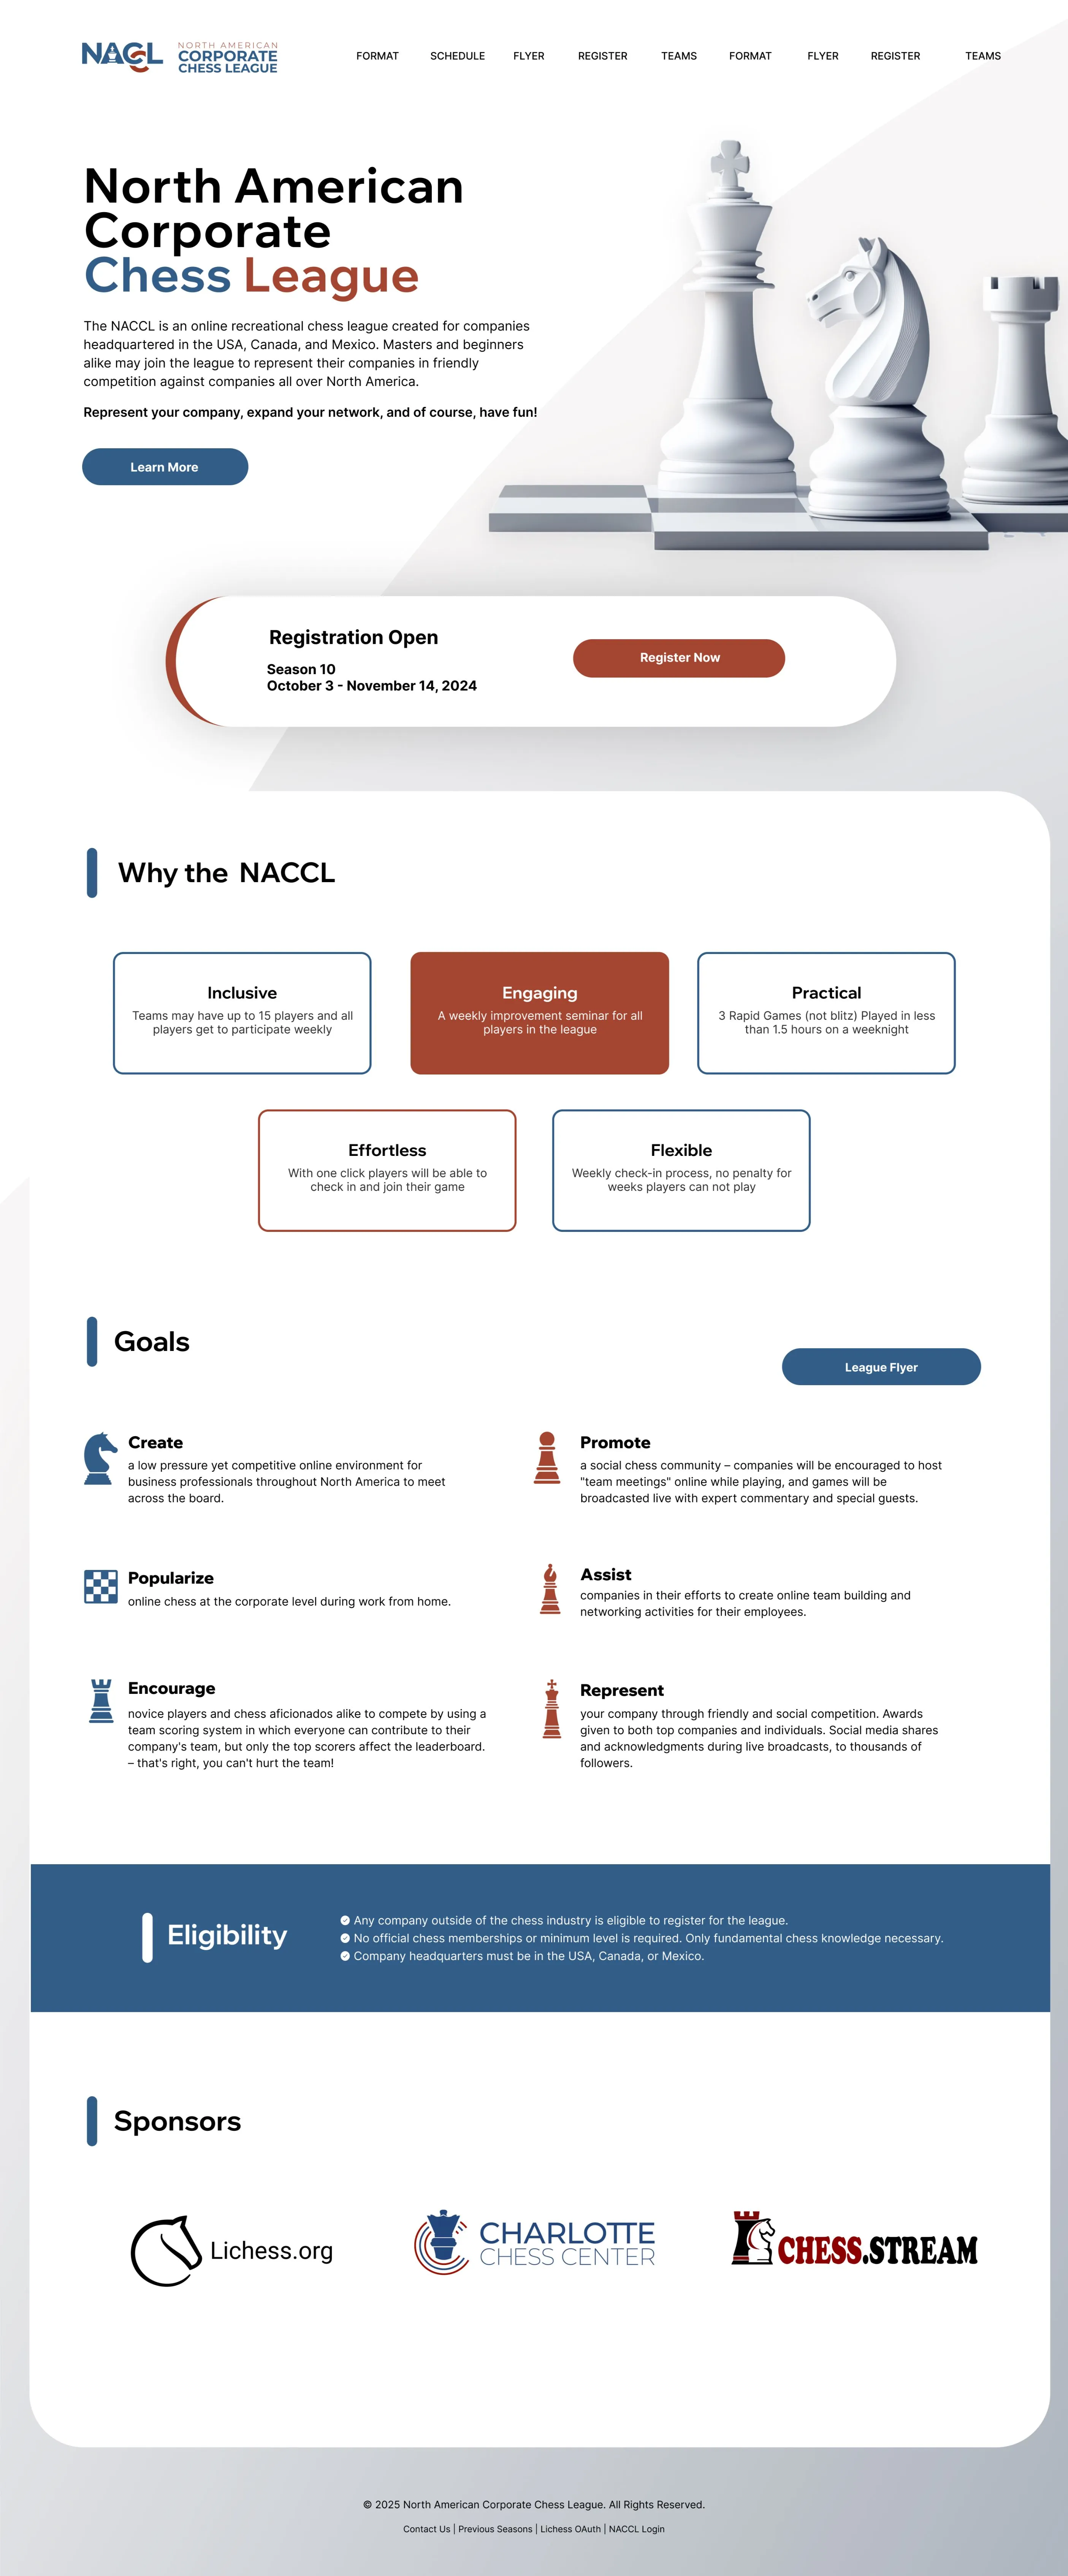 NACL NORTH AMERICAN
CORPORATE
CHESS LEAGUE
FORMAT SCHEDULE FLYER REGISTER TEAMS FORMAT FLYER REGISTER TEAMS
North American
Corporate
Chess League
The NACCL is an online recreational chess league created for companies
headquartered in the USA, Canada, and Mexico. Masters and beginners
alike may join the league to represent their companies in friendly
competition against companies all over North America.
Represent your company, expand your network, and of course, have fun!
Learn More
Registration Open
Season 10
October 3 - November 14, 2024
Register Now
Why the NACCL
Inclusive
Teams may have up to 15 players and all
players get to participate weekly
Engaging
A weekly improvement seminar for all
players in the league
Practical
3 Rapid Games (not blitz) Played in less
than 1.5 hours on a weeknight
Effortless
With one click players will be able to
check in and join their game
Flexible
Weekly check-in process, no penalty for
weeks players can not play
Goals
League Flyer
Create
a low pressure yet competitive online environment for
business professionals throughout North America to meet
across the board.
Promote
a social chess community – companies will be encouraged to host
"team meetings" online while playing, and games will be
broadcasted live with expert commentary and special guests.
Popularize
online chess at the corporate level during work from home.
Assist
companies in their efforts to create online team building and
networking activities for their employees.
Encourage
novice players and chess aficionados alike to compete by using a
team scoring system in which everyone can contribute to their
company's team, but only the top scorers affect the leaderboard.
– that's right, you can't hurt the team!
Represent
your company through friendly and social competition. Awards
given to both top companies and individuals. Social media shares
and acknowledgments during live broadcasts, to thousands of
followers.
Eligibility
Any company outside of the chess industry is eligible to register for the league.
No official chess memberships or minimum level is required. Only fundamental chess knowledge necessary.
Company headquarters must be in the USA, Canada, or Mexico.
Sponsors
Lichess.org
CHARLOTTE
CHESS CENTER
CHESS.STREAM
© 2025 North American Corporate Chess League. All Rights Reserved.
Contact Us | Previous Seasons | Lichess OAuth | NACCL Login